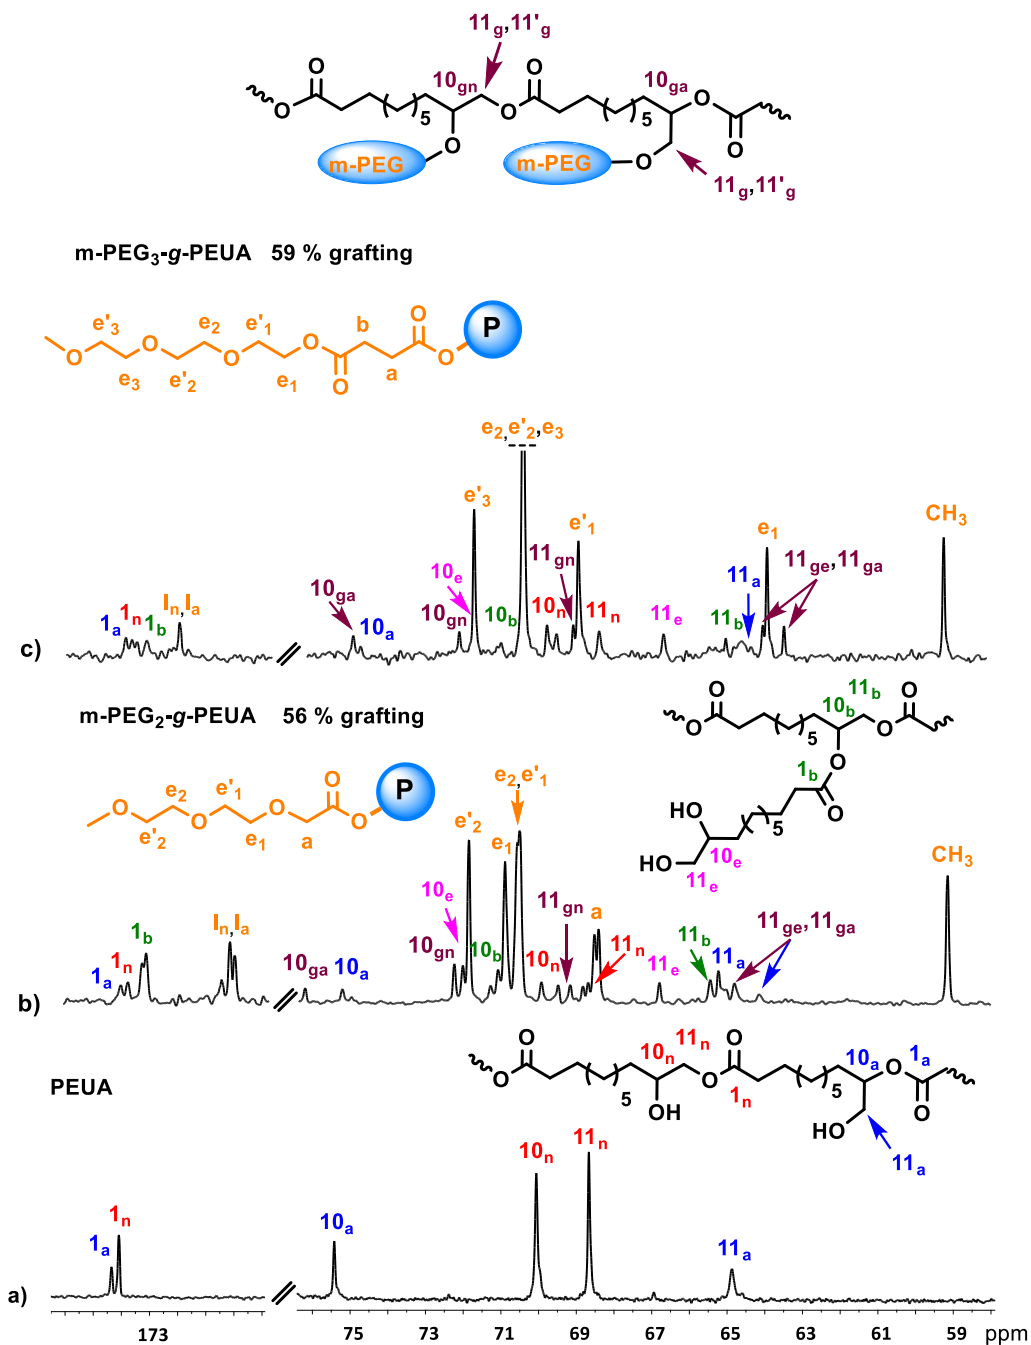 11g,11'g
O 10gn O 10ga O
O 5 O 5 O
m-PEG O m-PEG O
11g,11'g
m-PEG3-g-PEUA 59 % grafting
e'3 e2 e'1 b O P
O O O O O O
e3 e'2 e1 a
e2,e'2,e3
e'3 e'1 e1 CH3
11gn 11ge,11ga
10ga 10e 11a
1a 1n 1b In,Ia 10a 10gn 10b 10n 11n 11e 11b
c)
m-PEG2-g-PEUA 56 % grafting
O 11b O
10b
O 5 O
O
1b
O
HO 5
HO 10e
11e
e2 e'1 O P
O O O O
e'2 e1 a
e2,e'1
e'2 e1 CH3
10e 11gn a 11ge,11ga
1b In,Ia 10gn 10b 11n 11b 11a
1a 1n 10ga 10a 10n 11e
b)
PEUA
O 10n 11n O 10a O 1a
O 5 OH O 1n 5 HO O
11a
10n 11n
1a 1n 10a 11a
a)
173 75 73 71 69 67 65 63 61 59 ppm